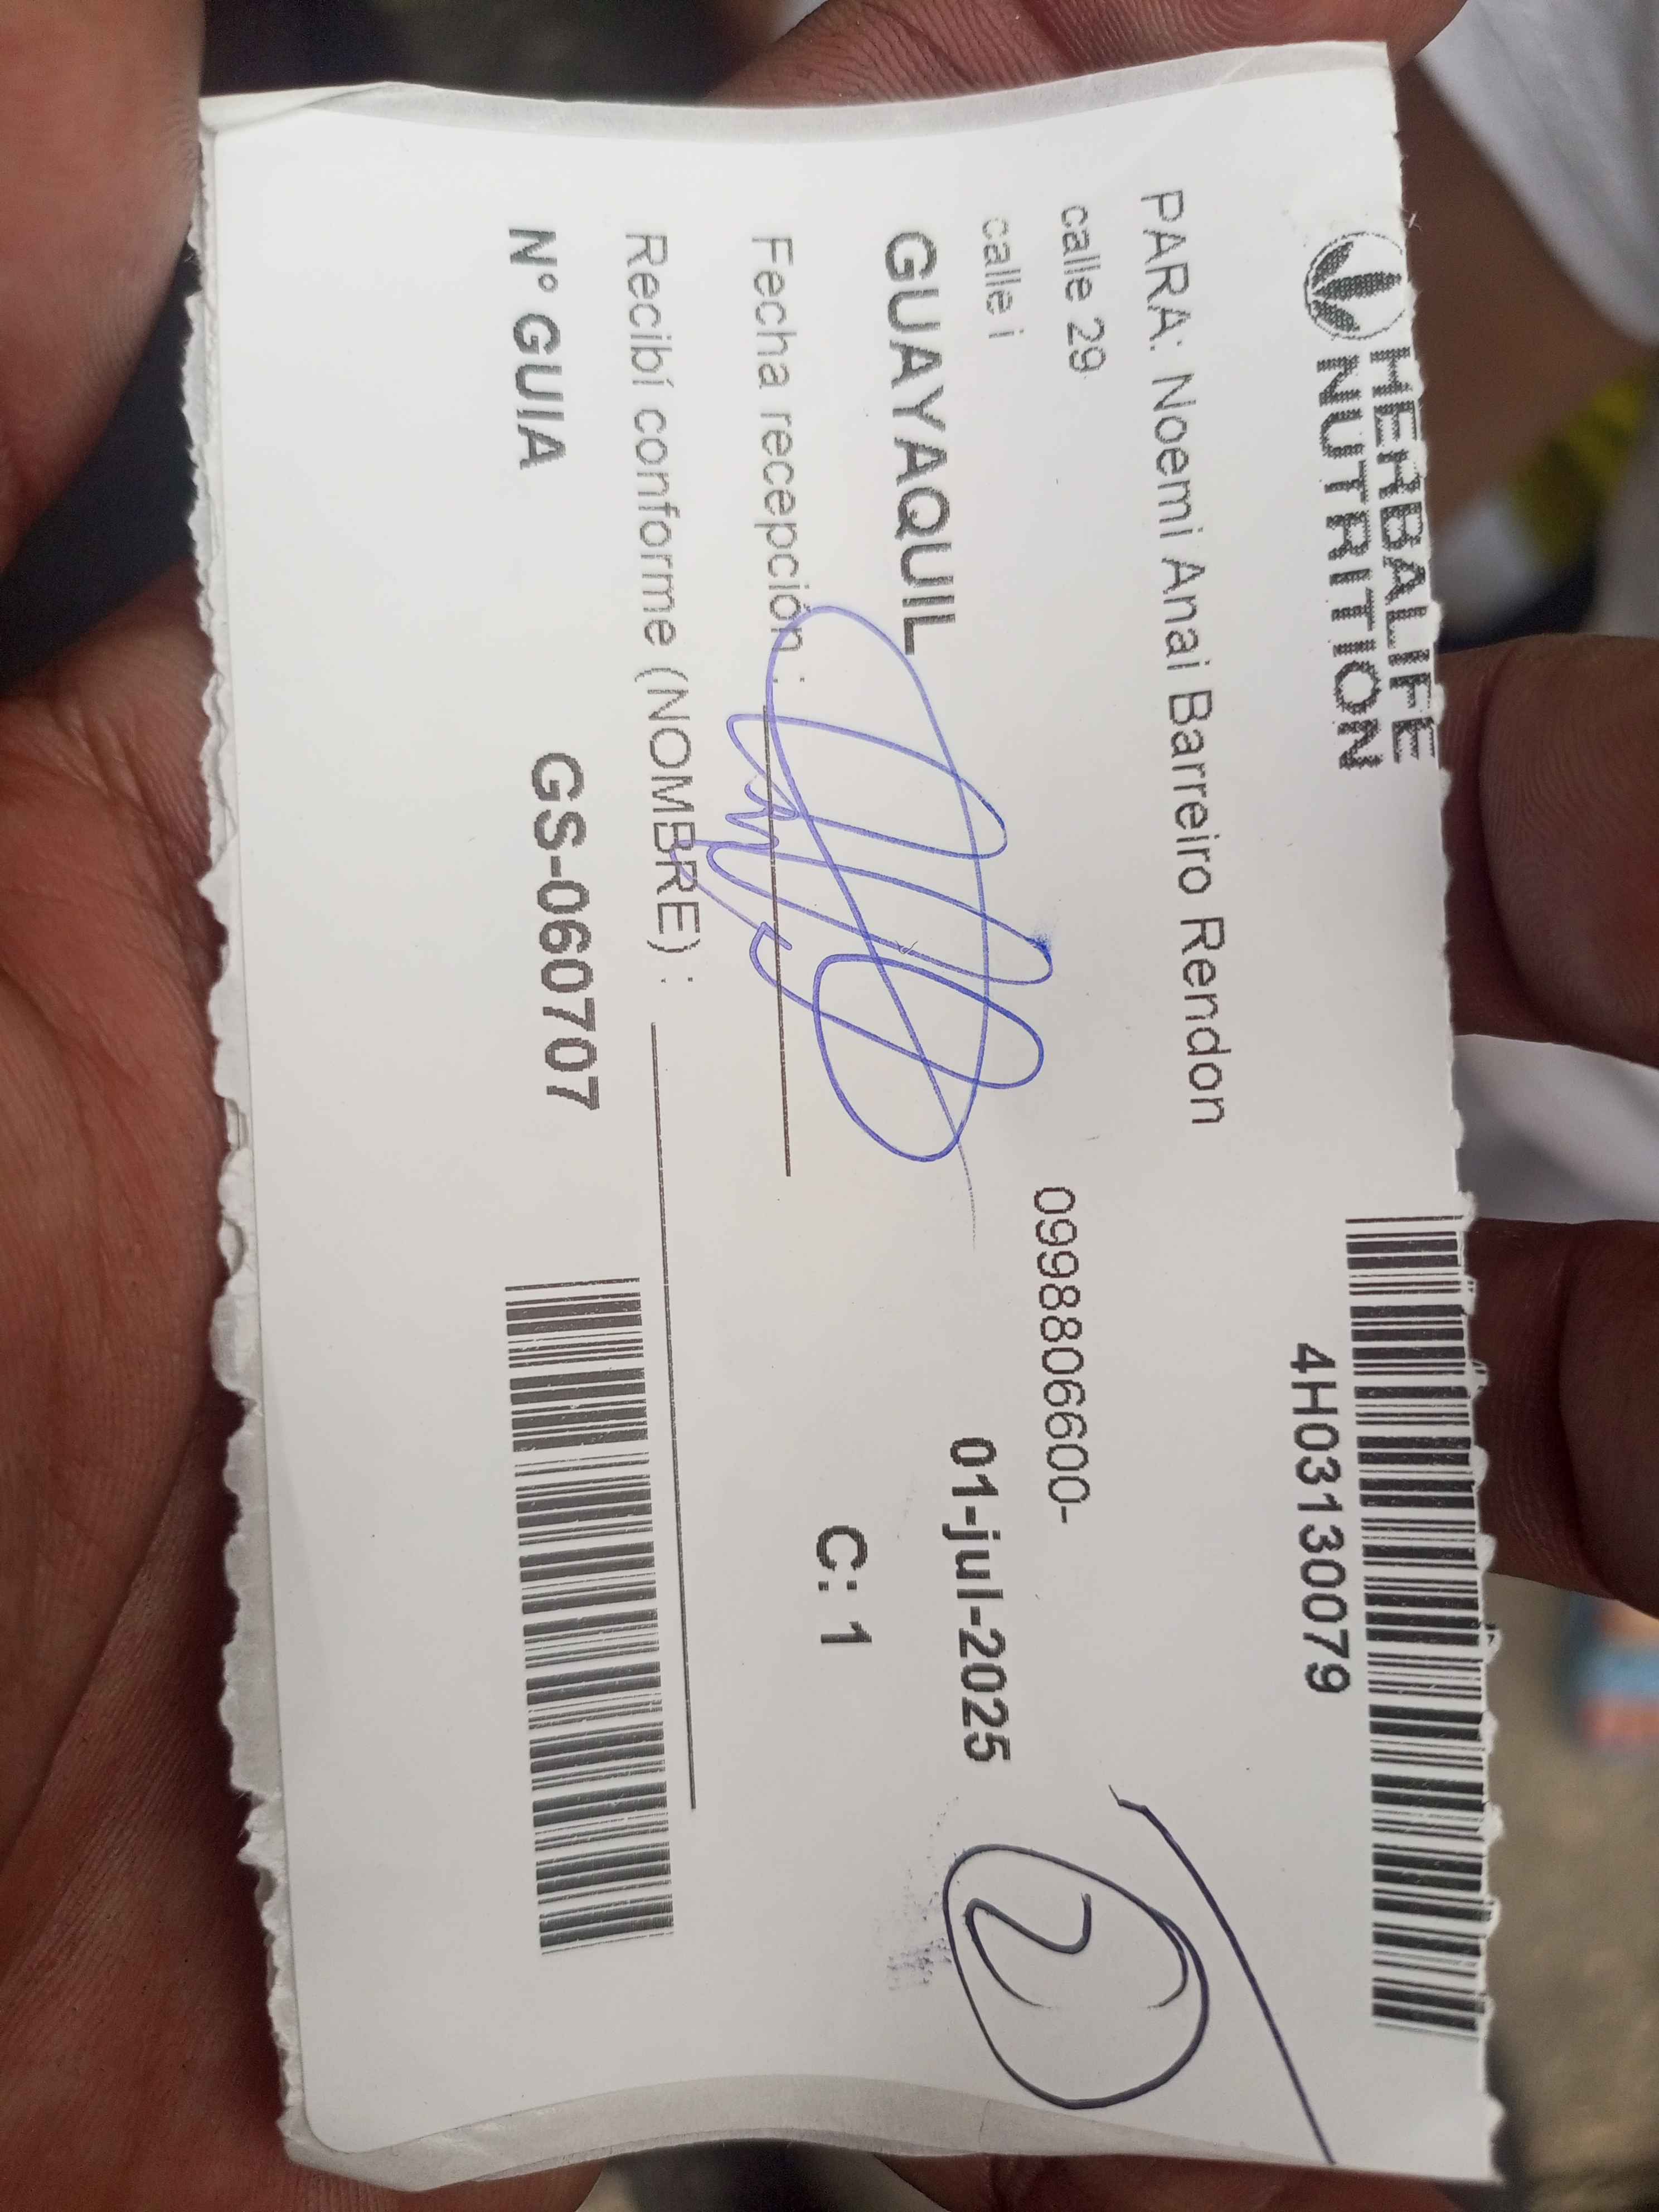 HERBALIFE
NUTRITION
4H03130079
PARA: Noemi Anai Barreiro Rendon
calle 29
0998806600-
calle i
GUAYAQUIL
01-jul-2025
2
Fecha recepción :
C: 1
Recibí conforme (NOMBRE) :
N° GUIA GS-060707